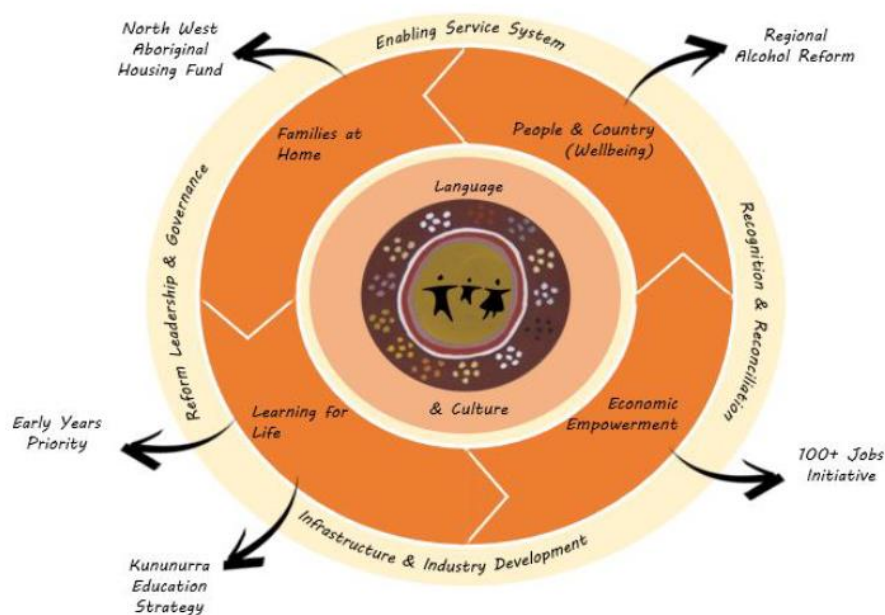 North West
Aboriginal
Housing Fund
Enabling Service System
Regional
Alcohol Reform
Families at
Home
People & Country
(Wellbeing)
Language
Reform Leadership & Governance
Recognition & Reconciliation
& Culture
Learning for
Life
Economic
Empowerment
Early Years
Priority
100+ Jobs
Initiative
Infrastructure & Industry Development
Kununurra
Education
Strategy